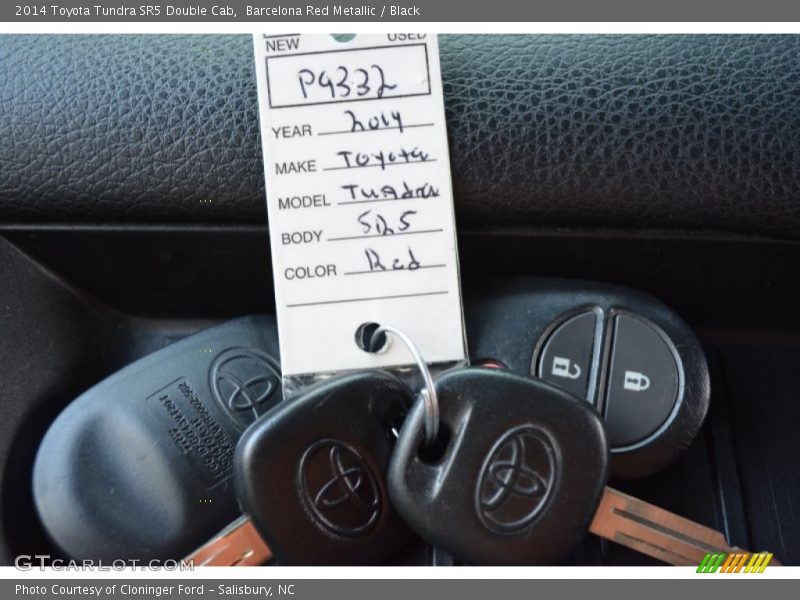 2014 Toyota Tundra SR5 Double Cab, Barcelona Red Metallic / Black
NEW USED
P9332
YEAR 2014
MAKE Toyota
MODEL Tundra
BODY SR5
COLOR Red
GTCARLOT.COM
Photo Courtesy of Cloninger Ford - Salisbury, NC